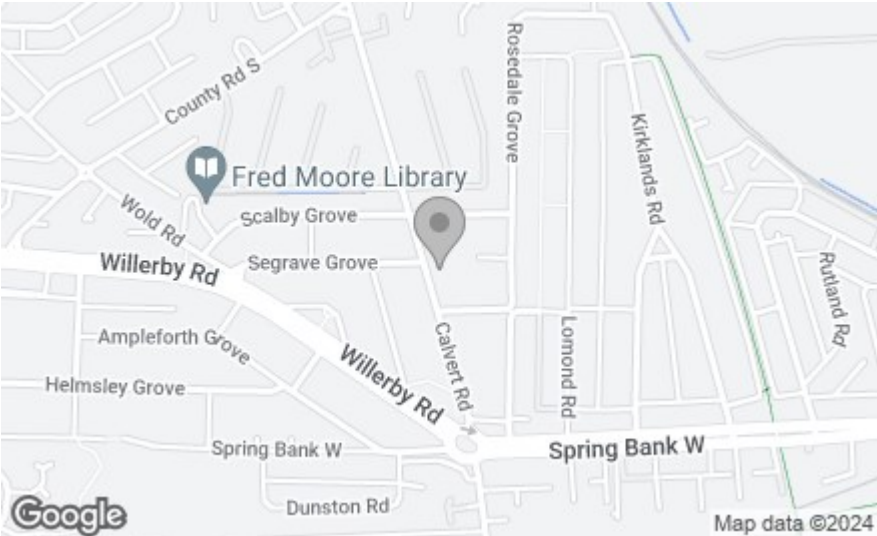 County Rd S
Rosedale Grove
Kirklands Rd
Fred Moore Library
Wold Rd
Scalby Grove
Willerby Rd
Segrave Grove
Rutland Rd
Ampleforth Grove
Calvert Rd
Lomond Rd
Willerby Rd
Helmsley Grove
Spring Bank W
Spring Bank W
Dunston Rd
Google
Map data ©2024